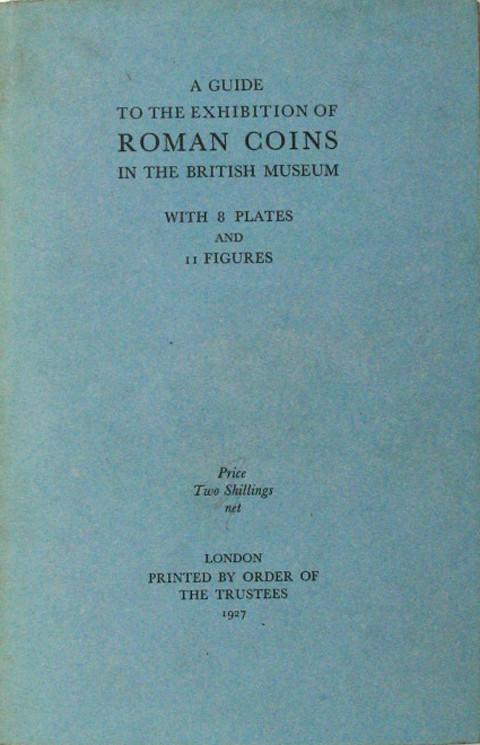 A GUIDE
TO THE EXHIBITION OF
ROMAN COINS
IN THE BRITISH MUSEUM
WITH 8 PLATES
AND
11 FIGURES
Price
Two Shillings
net
LONDON
PRINTED BY ORDER OF
THE TRUSTEES
1927